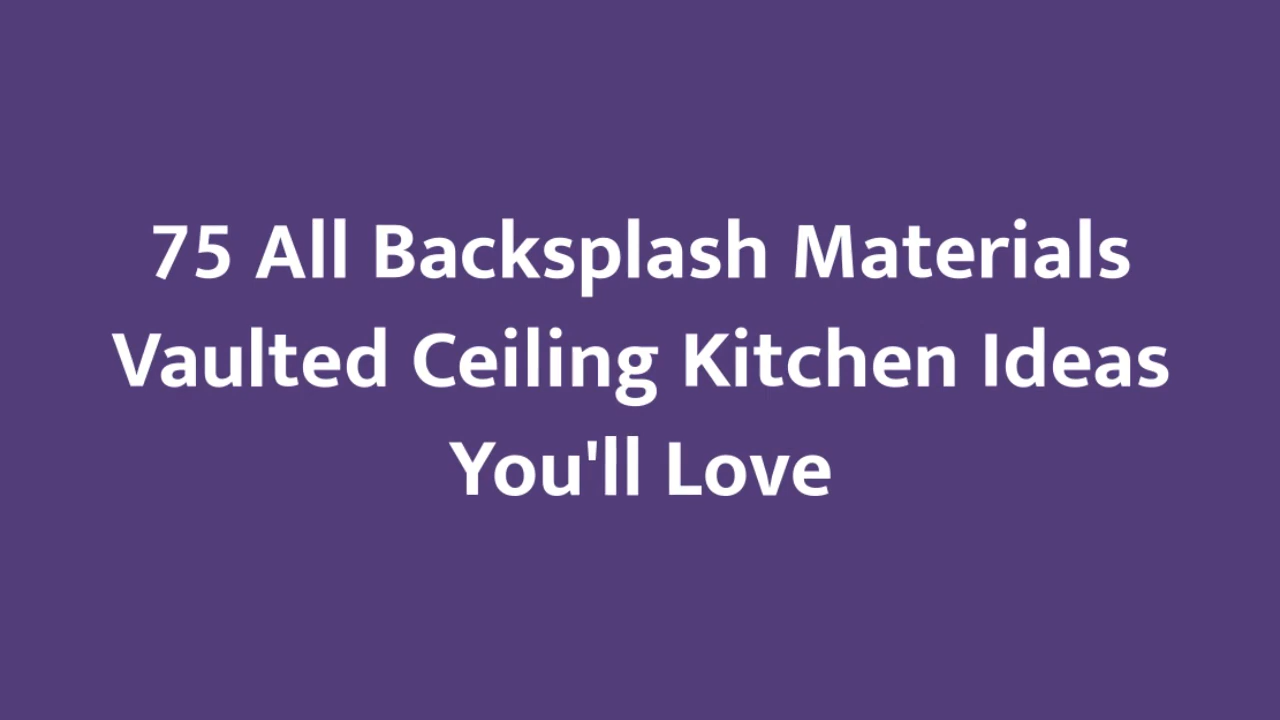 75 All Backsplash Materials
Vaulted Ceiling Kitchen Ideas
You'll Love